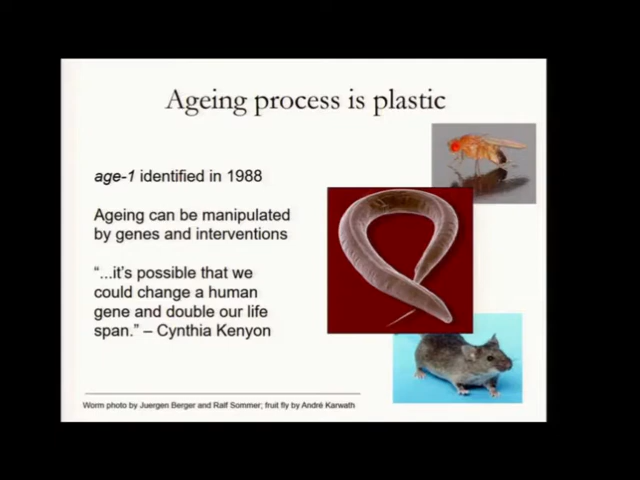 Ageing process is plastic
age-1 identified in 1988
Ageing can be manipulated
by genes and interventions
“...it’s possible that we
could change a human
gene and double our life
span.” – Cynthia Kenyon
Worm photo by Juergen Berger and Ralf Sommer; fruit fly by André Karwath